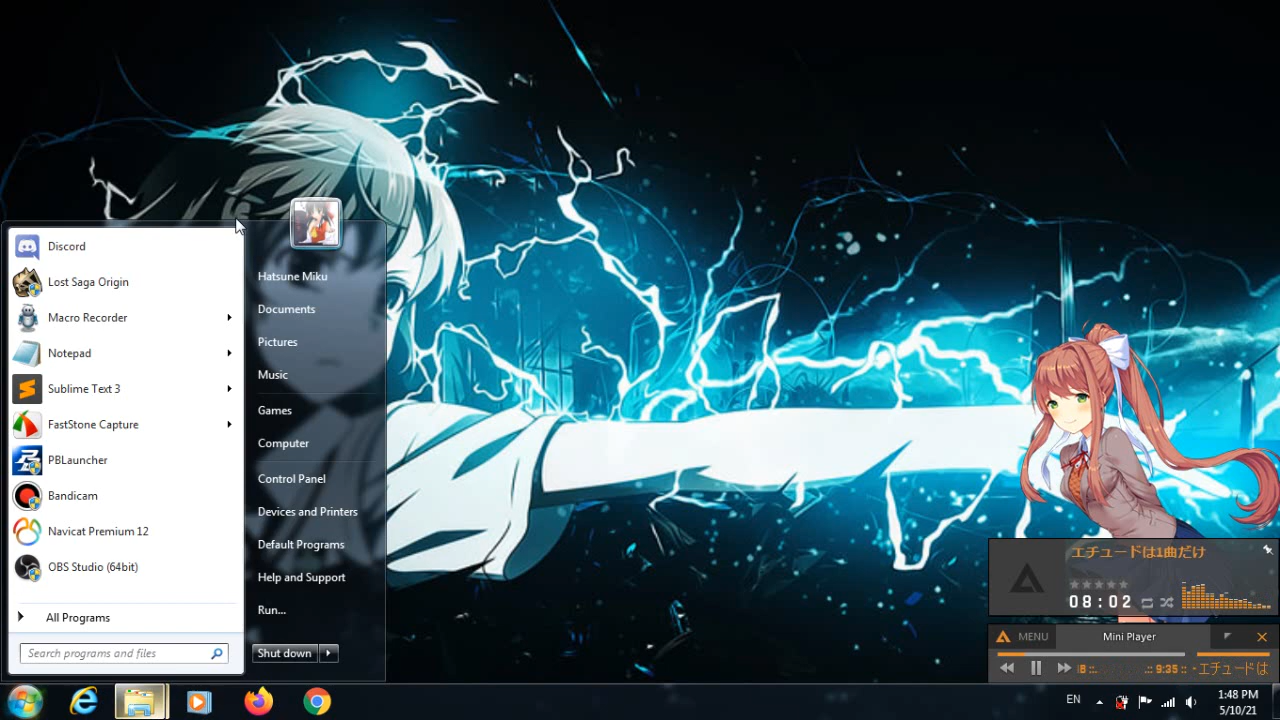 Discord
Lost Saga Origin
Macro Recorder
Notepad
Sublime Text 3
FastStone Capture
PBLauncher
Bandicam
Navicat Premium 12
OBS Studio (64bit)
All Programs
Search programs and files
Hatsune Miku
Documents
Pictures
Music
Games
Computer
Control Panel
Devices and Printers
Default Programs
Help and Support
Run...
Shut down
エチュードは1曲だけ
08:02
MENU
Mini Player
.:: 9:35 :: - エチュードは
EN
1:48 PM
5/10/21